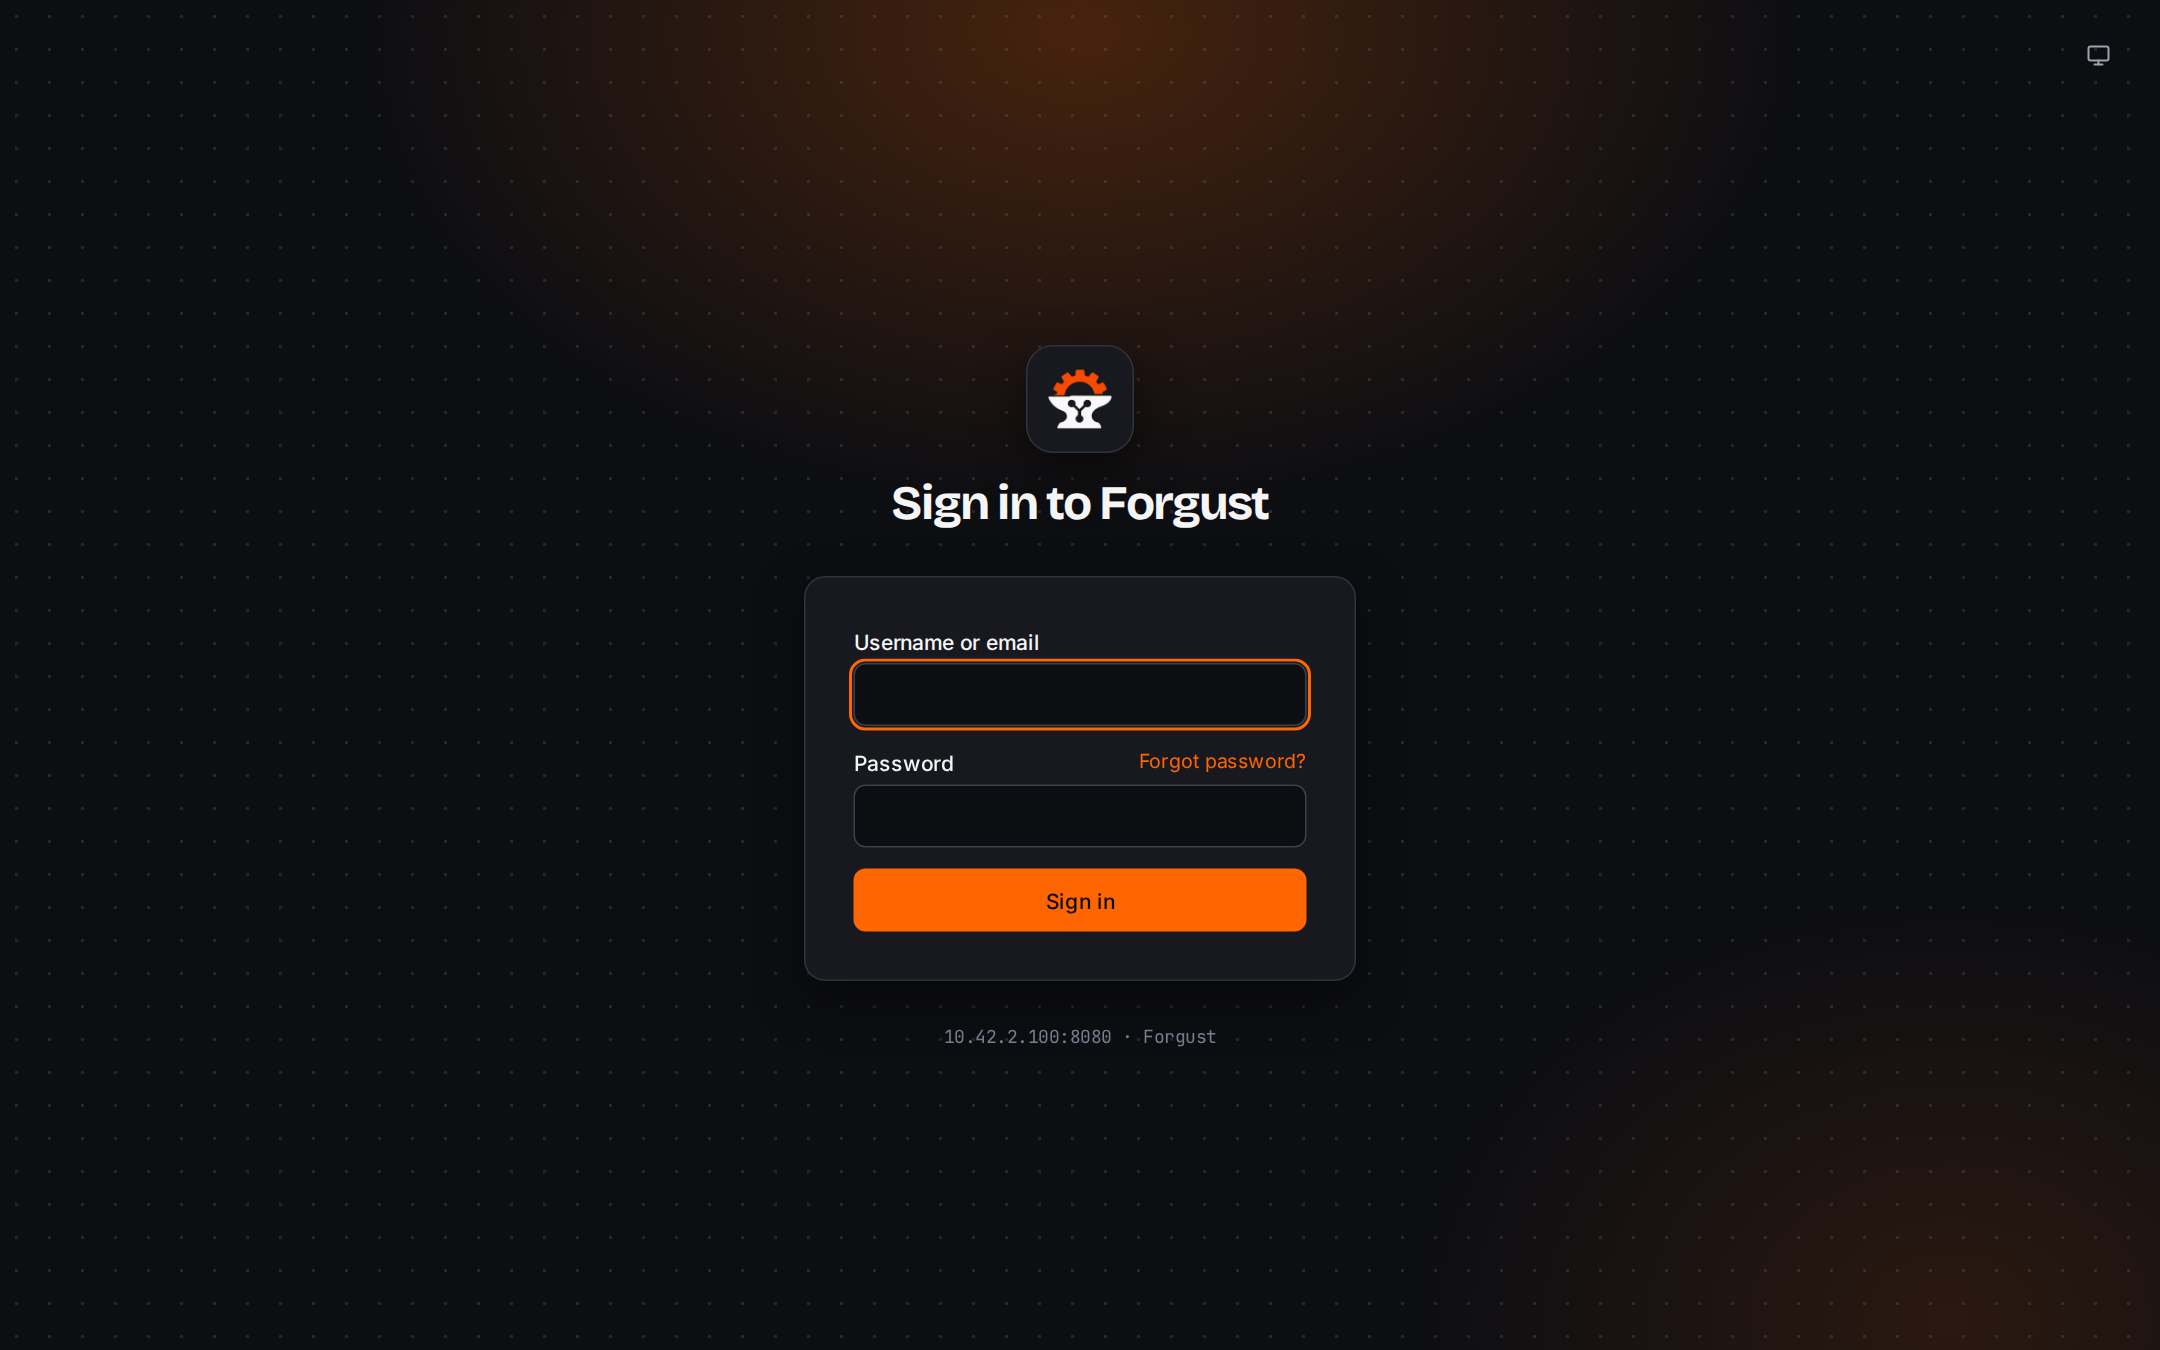 Sign in to Forgust
Username or email
Password
Forgot password?
Sign in
10.42.2.100:8080 · Forgust